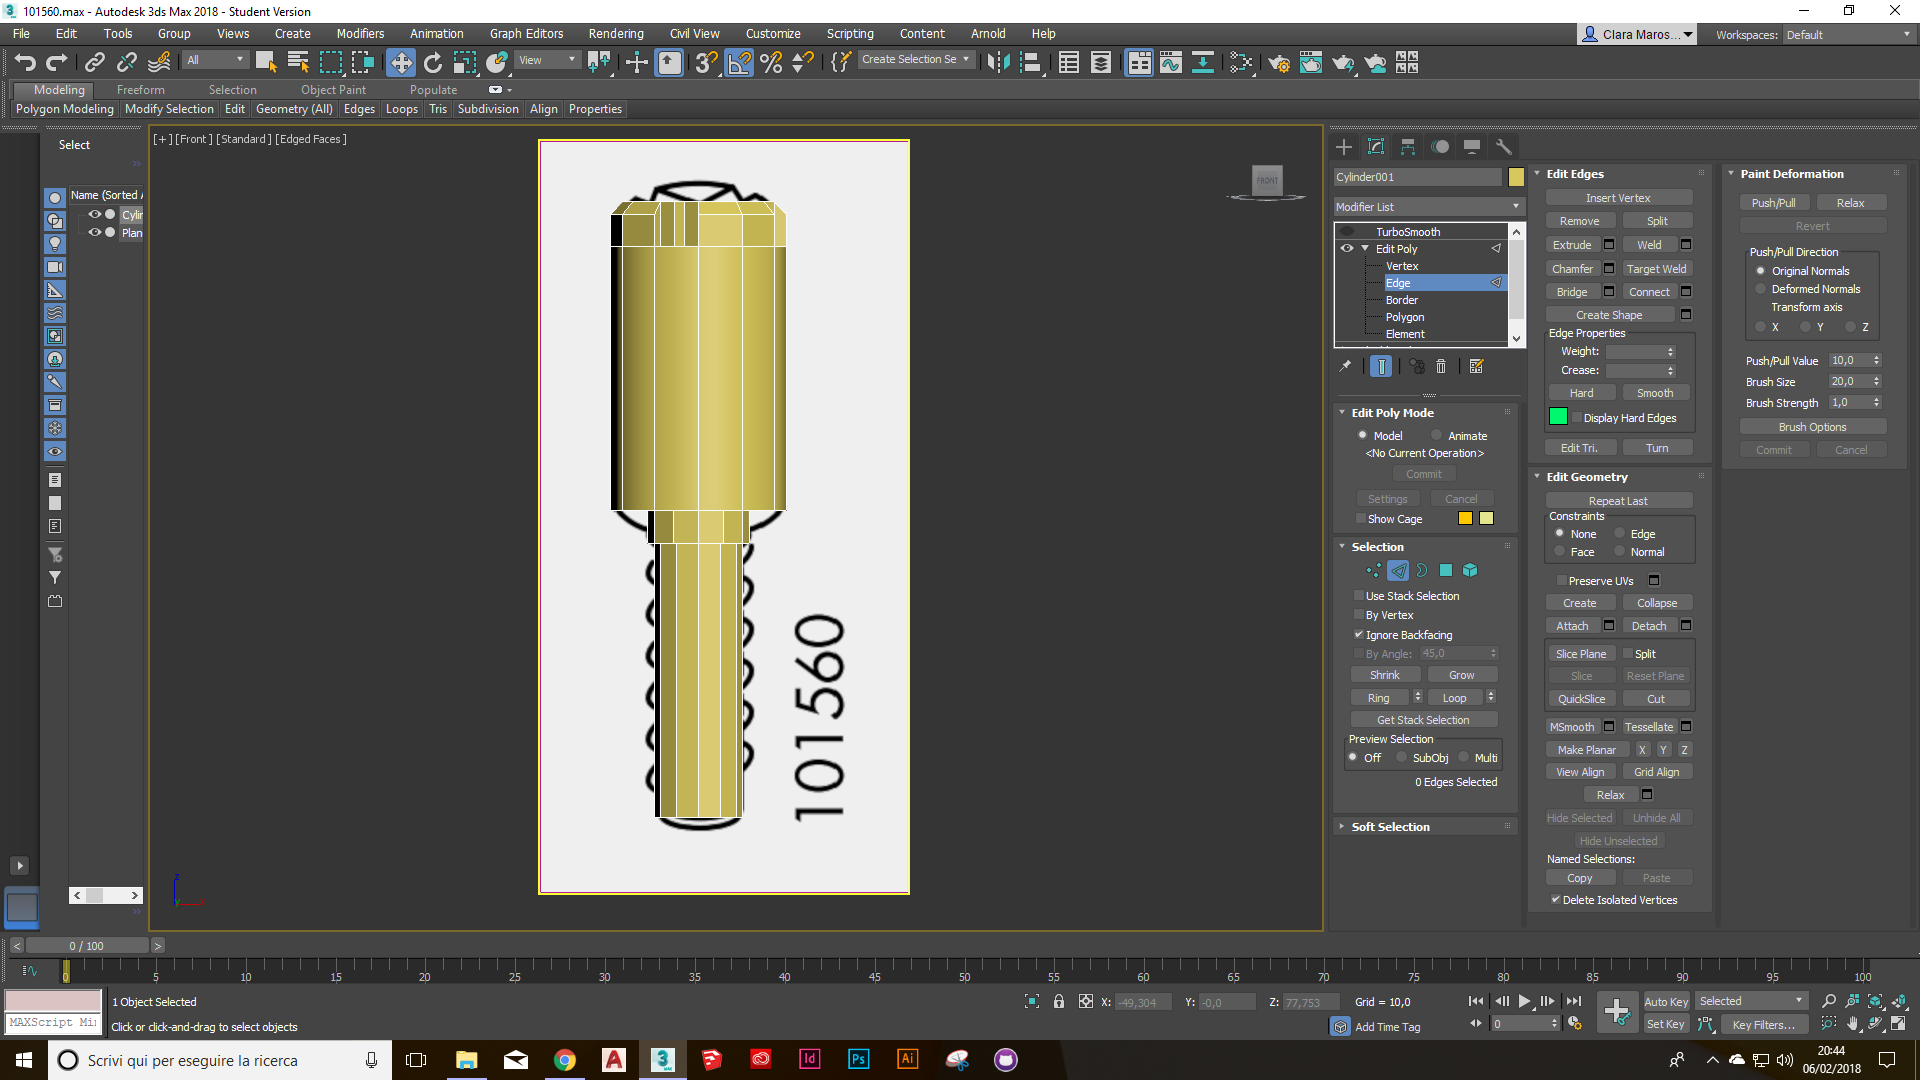 101560.max - Autodesk 3ds Max 2018 - Student Version
File Edit Tools Group Views Create Modifiers Animation Graph Editors Rendering Civil View Customize Scripting Content Arnold Help
Clara Maros... Workspaces: Default
All View Create Selection Se
Modeling Freeform Selection Object Paint Populate
Polygon Modeling Modify Selection Edit Geometry (All) Edges Loops Tris Subdivision Align Properties
Select
Name (Sorted A
Cylin
Plan
[+] [Front] [Standard] [Edged Faces]
FRONT
101560
Cylinder001
Modifier List
TurboSmooth
Edit Poly
Vertex
Edge
Border
Polygon
Element
Edit Poly Mode
Model Animate
<No Current Operation>
Commit
Settings Cancel
Show Cage
Selection
Use Stack Selection
By Vertex
Ignore Backfacing
By Angle: 45,0
Shrink Grow
Ring Loop
Get Stack Selection
Preview Selection
Off SubObj Multi
0 Edges Selected
Soft Selection
Edit Edges
Insert Vertex
Remove Split
Extrude Weld
Chamfer Target Weld
Bridge Connect
Create Shape
Edge Properties
Weight:
Crease:
Hard Smooth
Display Hard Edges
Edit Tri. Turn
Edit Geometry
Repeat Last
Constraints
None Edge
Face Normal
Preserve UVs
Create Collapse
Attach Detach
Slice Plane Split
Slice Reset Plane
QuickSlice Cut
MSmooth Tessellate
Make Planar X Y Z
View Align Grid Align
Relax
Hide Selected Unhide All
Hide Unselected
Named Selections:
Copy Paste
Delete Isolated Vertices
Paint Deformation
Push/Pull Relax
Revert
Push/Pull Direction
Original Normals
Deformed Normals
Transform axis
X Y Z
Push/Pull Value 10,0
Brush Size 20,0
Brush Strength 1,0
Brush Options
Commit Cancel
z
0 / 100
0 5 10 15 20 25 30 35 40 45 50 55 60 65 70 75 80 85 90 95 100
1 Object Selected
X: -49,304 Y: -0,0 Z: 77,753 Grid = 10,0
Auto Key Selected
MAXScript Mi
Click or click-and-drag to select objects
Add Time Tag
0
Set Key Key Filters...
Scrivi qui per eseguire la ricerca
20:44
06/02/2018